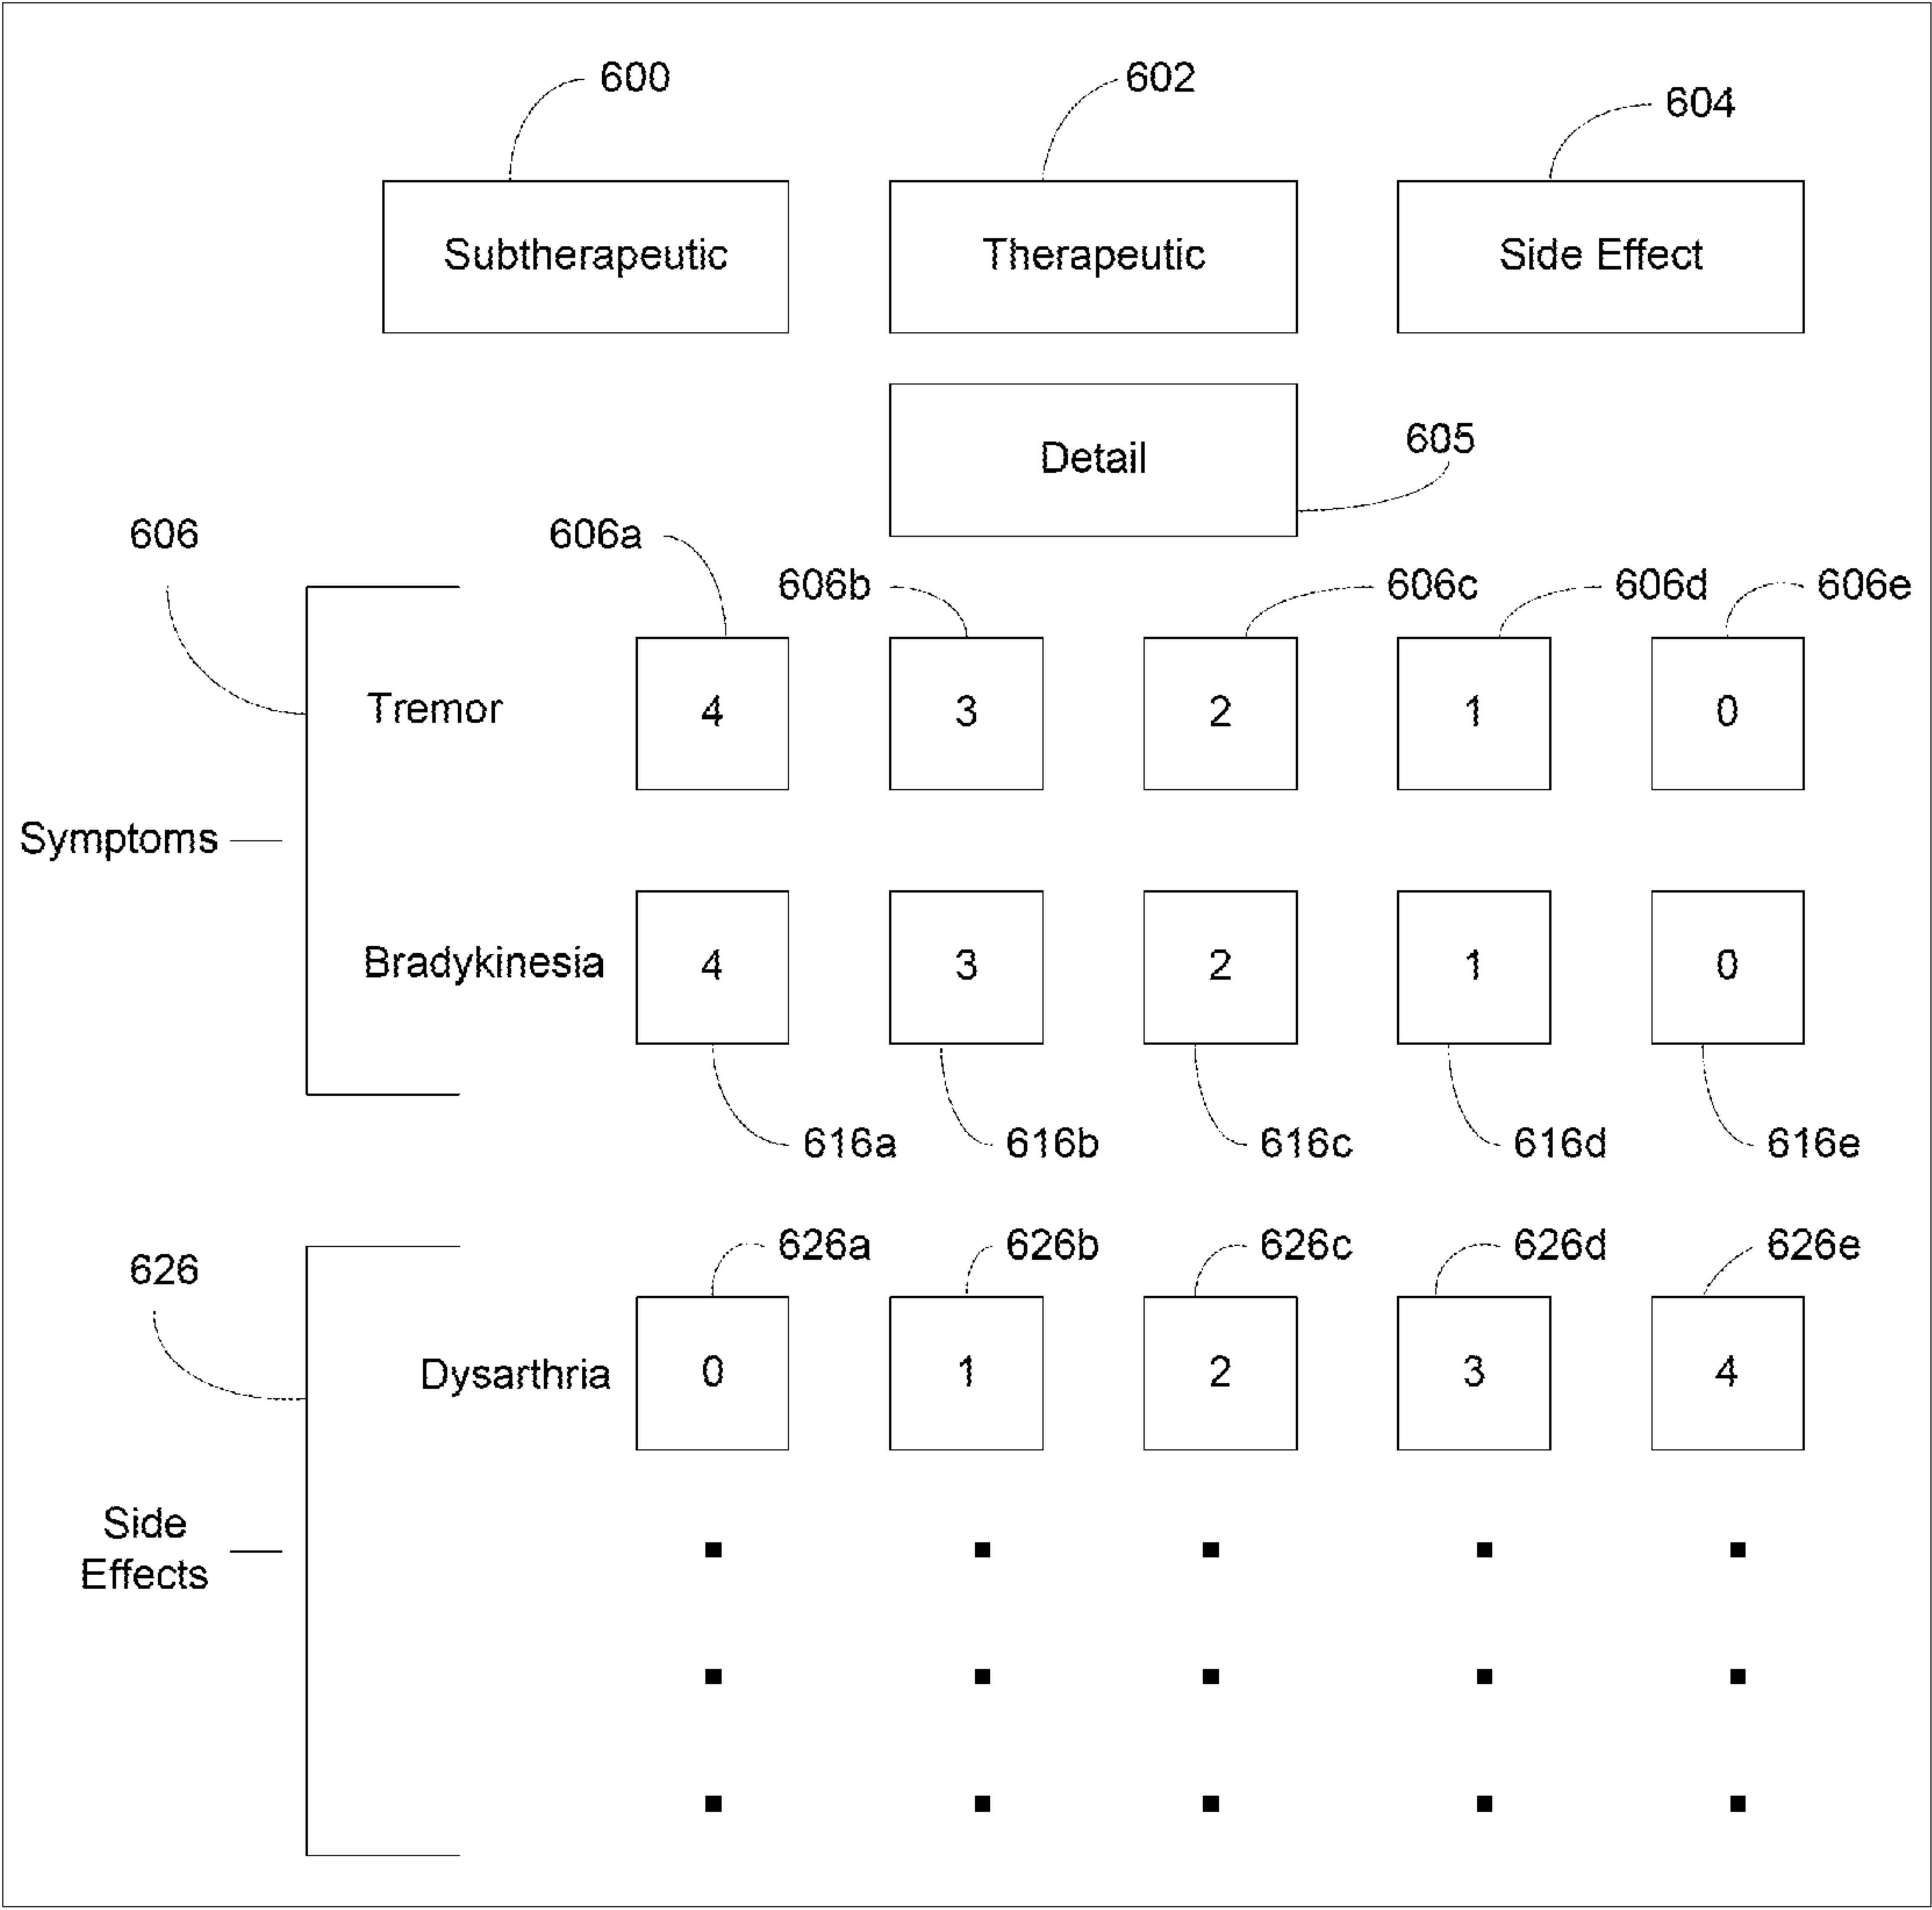 600
602
604
Subtherapeutic
Therapeutic
Side Effect
Detail
605
606
606a
606b
606c
606d
606e
Tremor
4
3
2
1
0
Symptoms
Bradykinesia
4
3
2
1
0
616a
616b
616c
616d
616e
626
626a
626b
626c
626d
626e
Dysarthria
0
1
2
3
4
Side
Effects